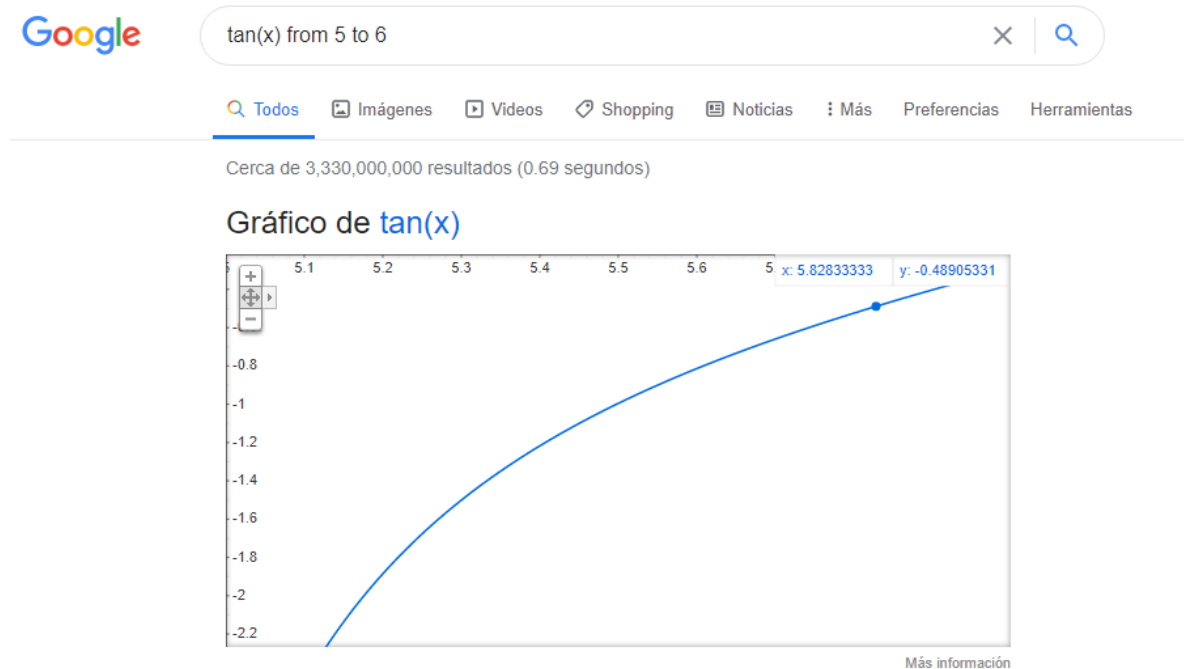 Google
tan(x) from 5 to 6
Todos Imágenes Videos Shopping Noticias Más Preferencias Herramientas
Cerca de 3,330,000,000 resultados (0.69 segundos)
Gráfico de tan(x)
5.1 5.2 5.3 5.4 5.5 5.6 x: 5.82833333 y: -0.48905331
-0.8
-1
-1.2
-1.4
-1.6
-1.8
-2
-2.2
Más información